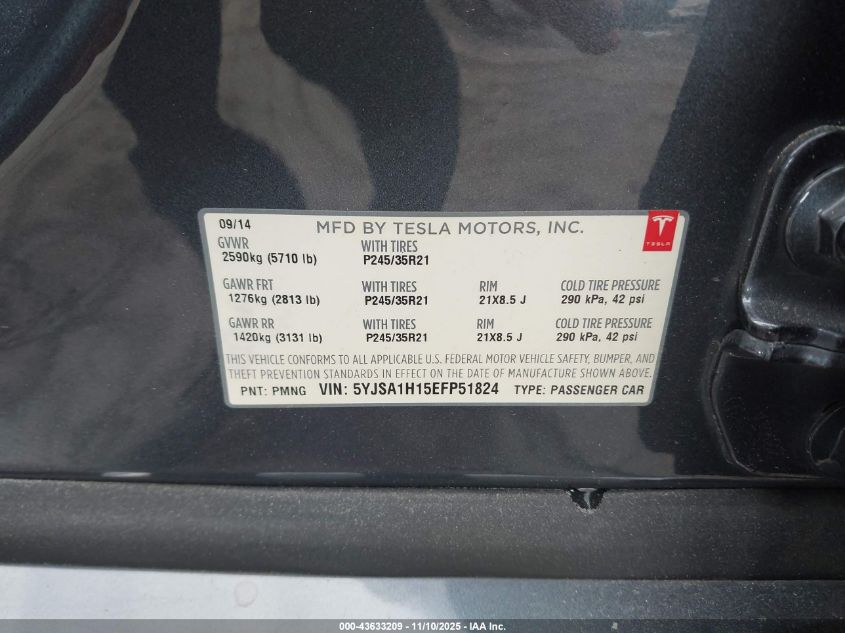 09/14 MFD BY TESLA MOTORS, INC.
TESLA
GVWR WITH TIRES
2590kg (5710 lb) P245/35R21
GAWR FRT WITH TIRES RIM COLD TIRE PRESSURE
1276kg (2813 lb) P245/35R21 21X8.5 J 290 kPa, 42 psi
GAWR RR WITH TIRES RIM COLD TIRE PRESSURE
1420kg (3131 lb) P245/35R21 21X8.5 J 290 kPa, 42 psi
THIS VEHICLE CONFORMS TO ALL APPLICABLE U.S. FEDERAL MOTOR VEHICLE SAFETY, BUMPER, AND
THEFT PREVENTION STANDARDS IN EFFECT ON THE DATE OF MANUFACTURE SHOWN ABOVE.
PNT: PMNG VIN: 5YJSA1H15EFP51824 TYPE: PASSENGER CAR
000-43633209 - 11/10/2025 - IAA Inc.